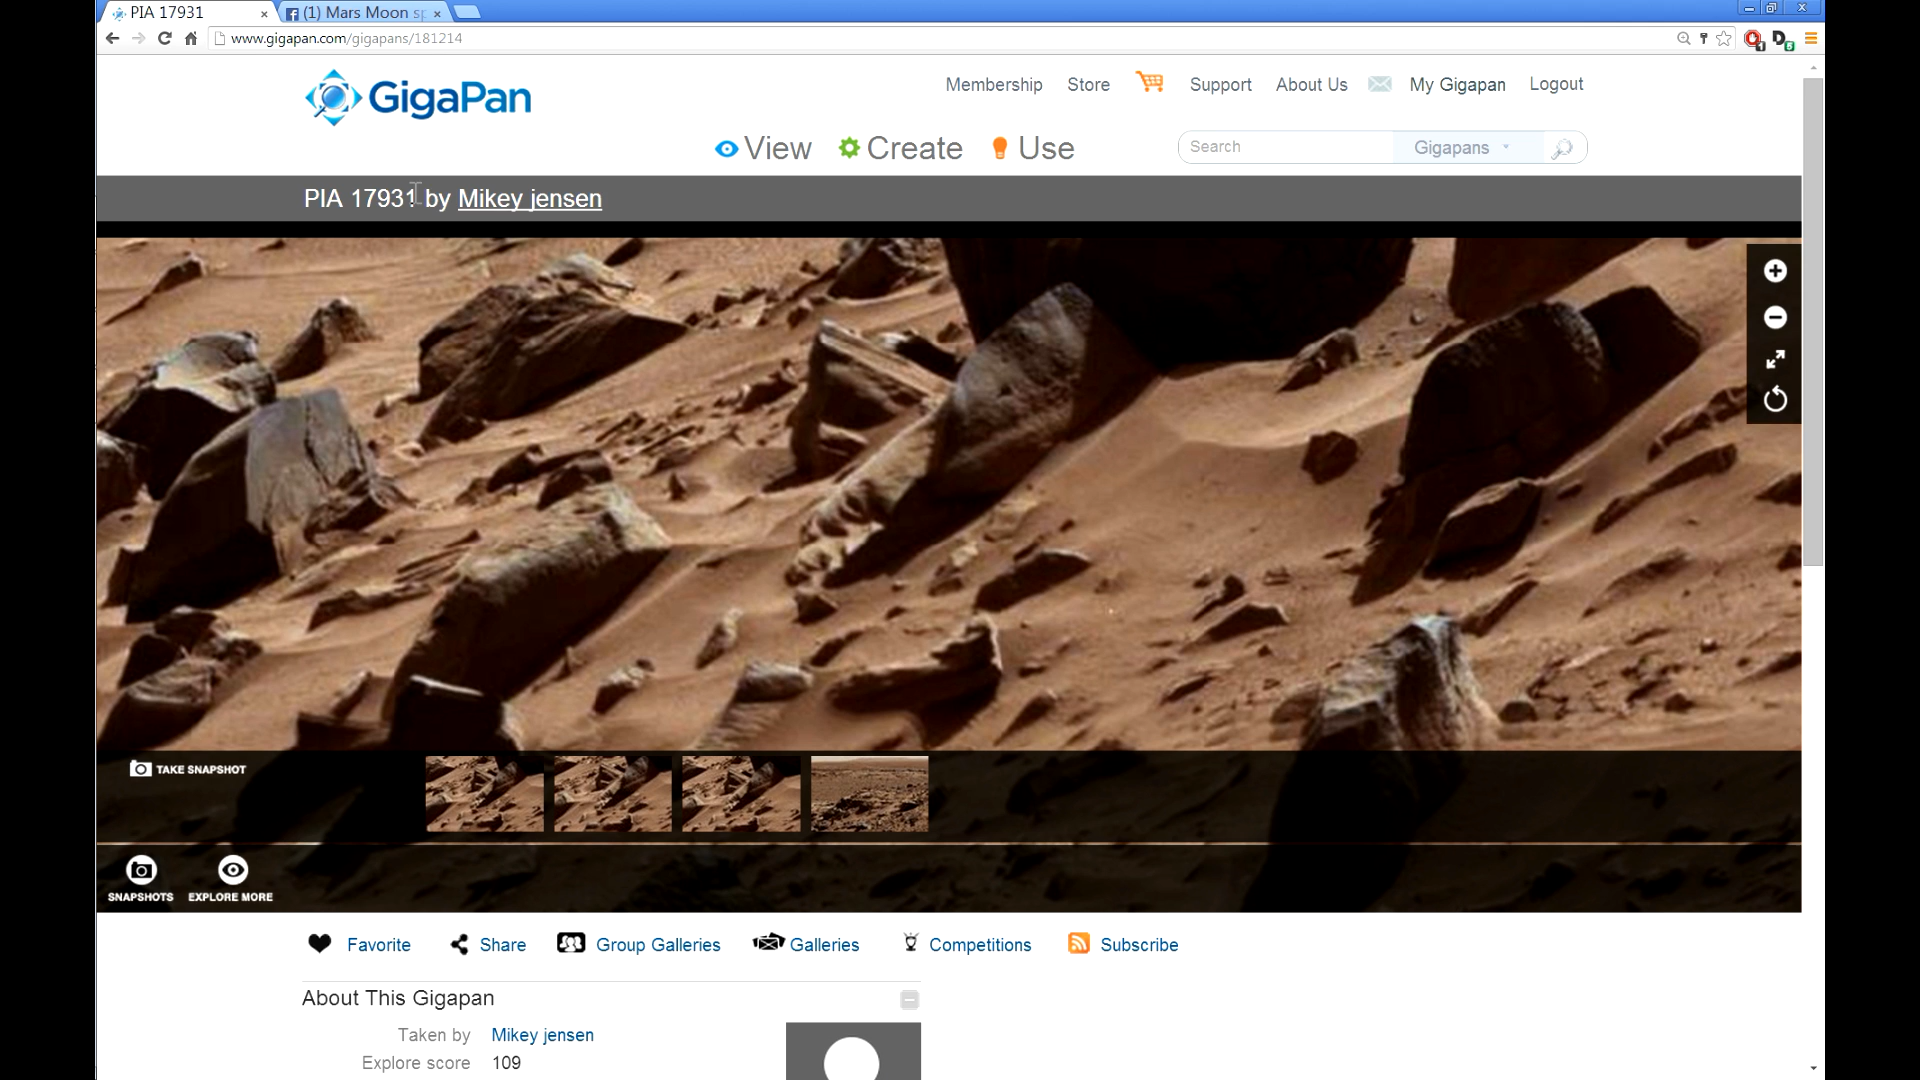 PIA 17931
(1) Mars Moon sp
www.gigapan.com/gigapans/181214
GigaPan
Membership
Store
Support
About Us
My Gigapan
Logout
View
Create
Use
Search
Gigapans
PIA 17931 by Mikey jensen
TAKE SNAPSHOT
SNAPSHOTS
EXPLORE MORE
Favorite
Share
Group Galleries
Galleries
Competitions
Subscribe
About This Gigapan
Taken by Mikey jensen
Explore score 109